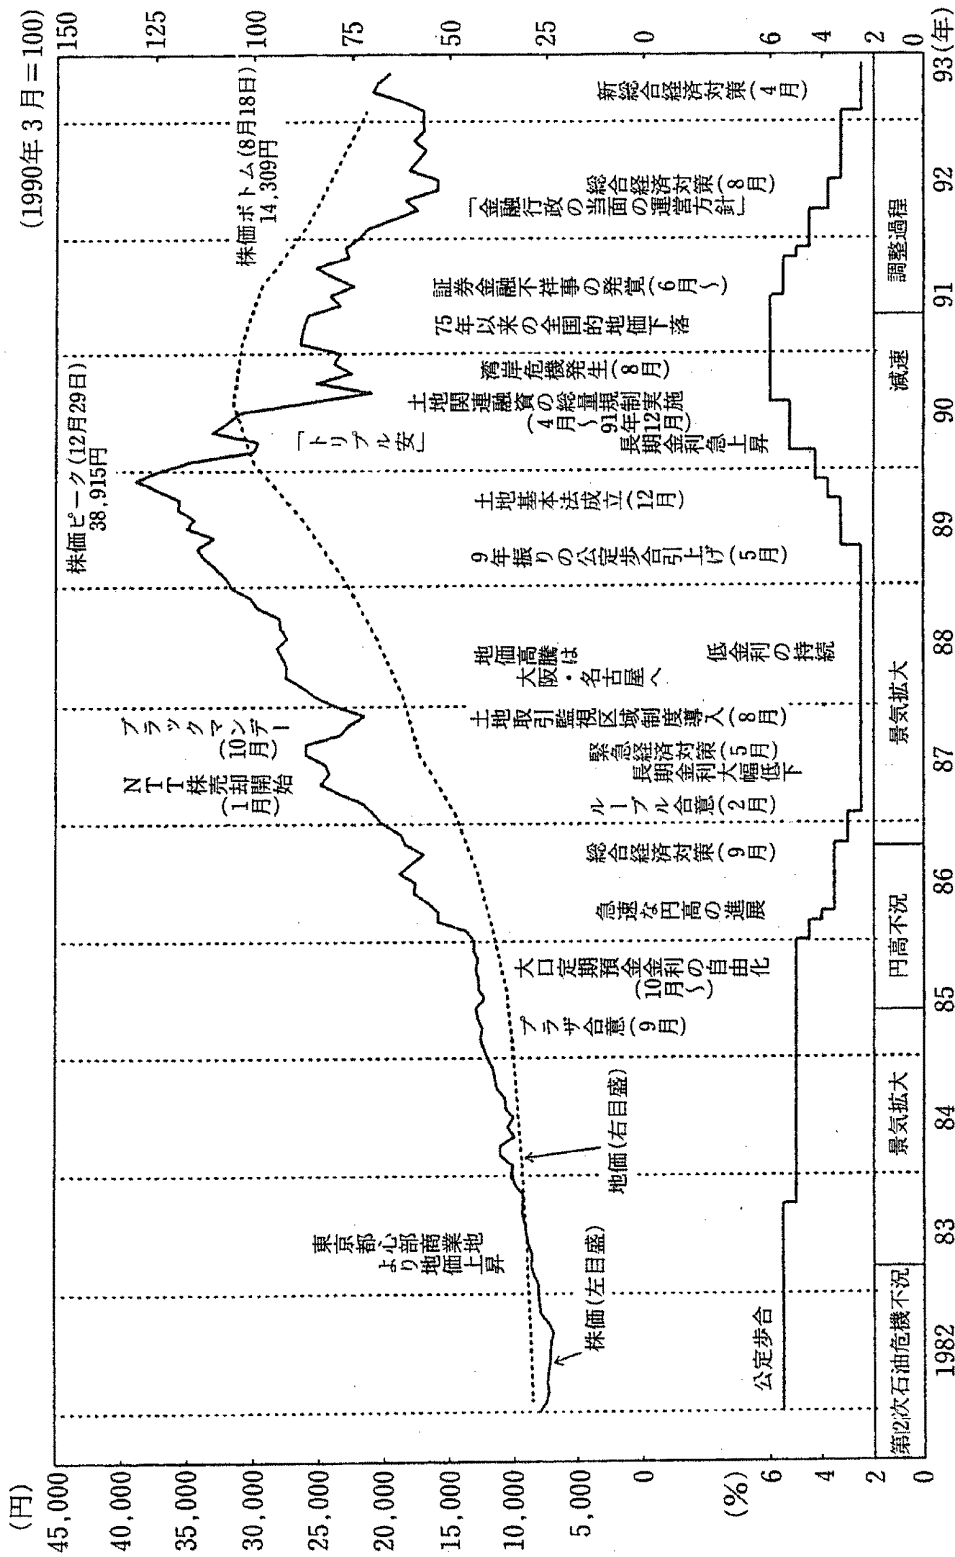 (円)
45,000
40,000
35,000
30,000
25,000
20,000
15,000
10,000
5,000
0
(%)
6
4
2
0
(1990年3月=100)
150
125
100
75
50
25
0
6
4
2
0
株価ピーク(12月29日)
38,915円
株価ボトム(8月18日)
14,309円
ブラック
マンデー
(10月)
NTT株売却開始
(1月)
東京都心部商業地
より地価上昇
株価(左目盛)
地価(右目盛)
プラザ合意(9月)
大口定期預金金利の自由化
(10月〜)
急速な円高の進展
総合経済対策(9月)
ルーブル合意(2月)
長期金利大幅低下
緊急経済対策(5月)
土地取引監視区域制度導入(8月)
地価高騰は
大阪・名古屋へ
低金利の持続
9年振りの公定歩合引上げ(5月)
土地基本法成立(12月)
「トリプル安」
長期金利急上昇
土地関連融資の総量規制実施
(4月〜91年12月)
湾岸危機発生(8月)
75年以来の全国的地価下落
証券金融不祥事の発覚(6月〜)
「金融行政の当面の運営方針」
総合経済対策(8月)
新総合経済対策(4月)
公定歩合
第2次石油危機不況
景気拡大
円高不況
景気拡大
減速
調整過程
1982
83
84
85
86
87
88
89
90
91
92
93(年)